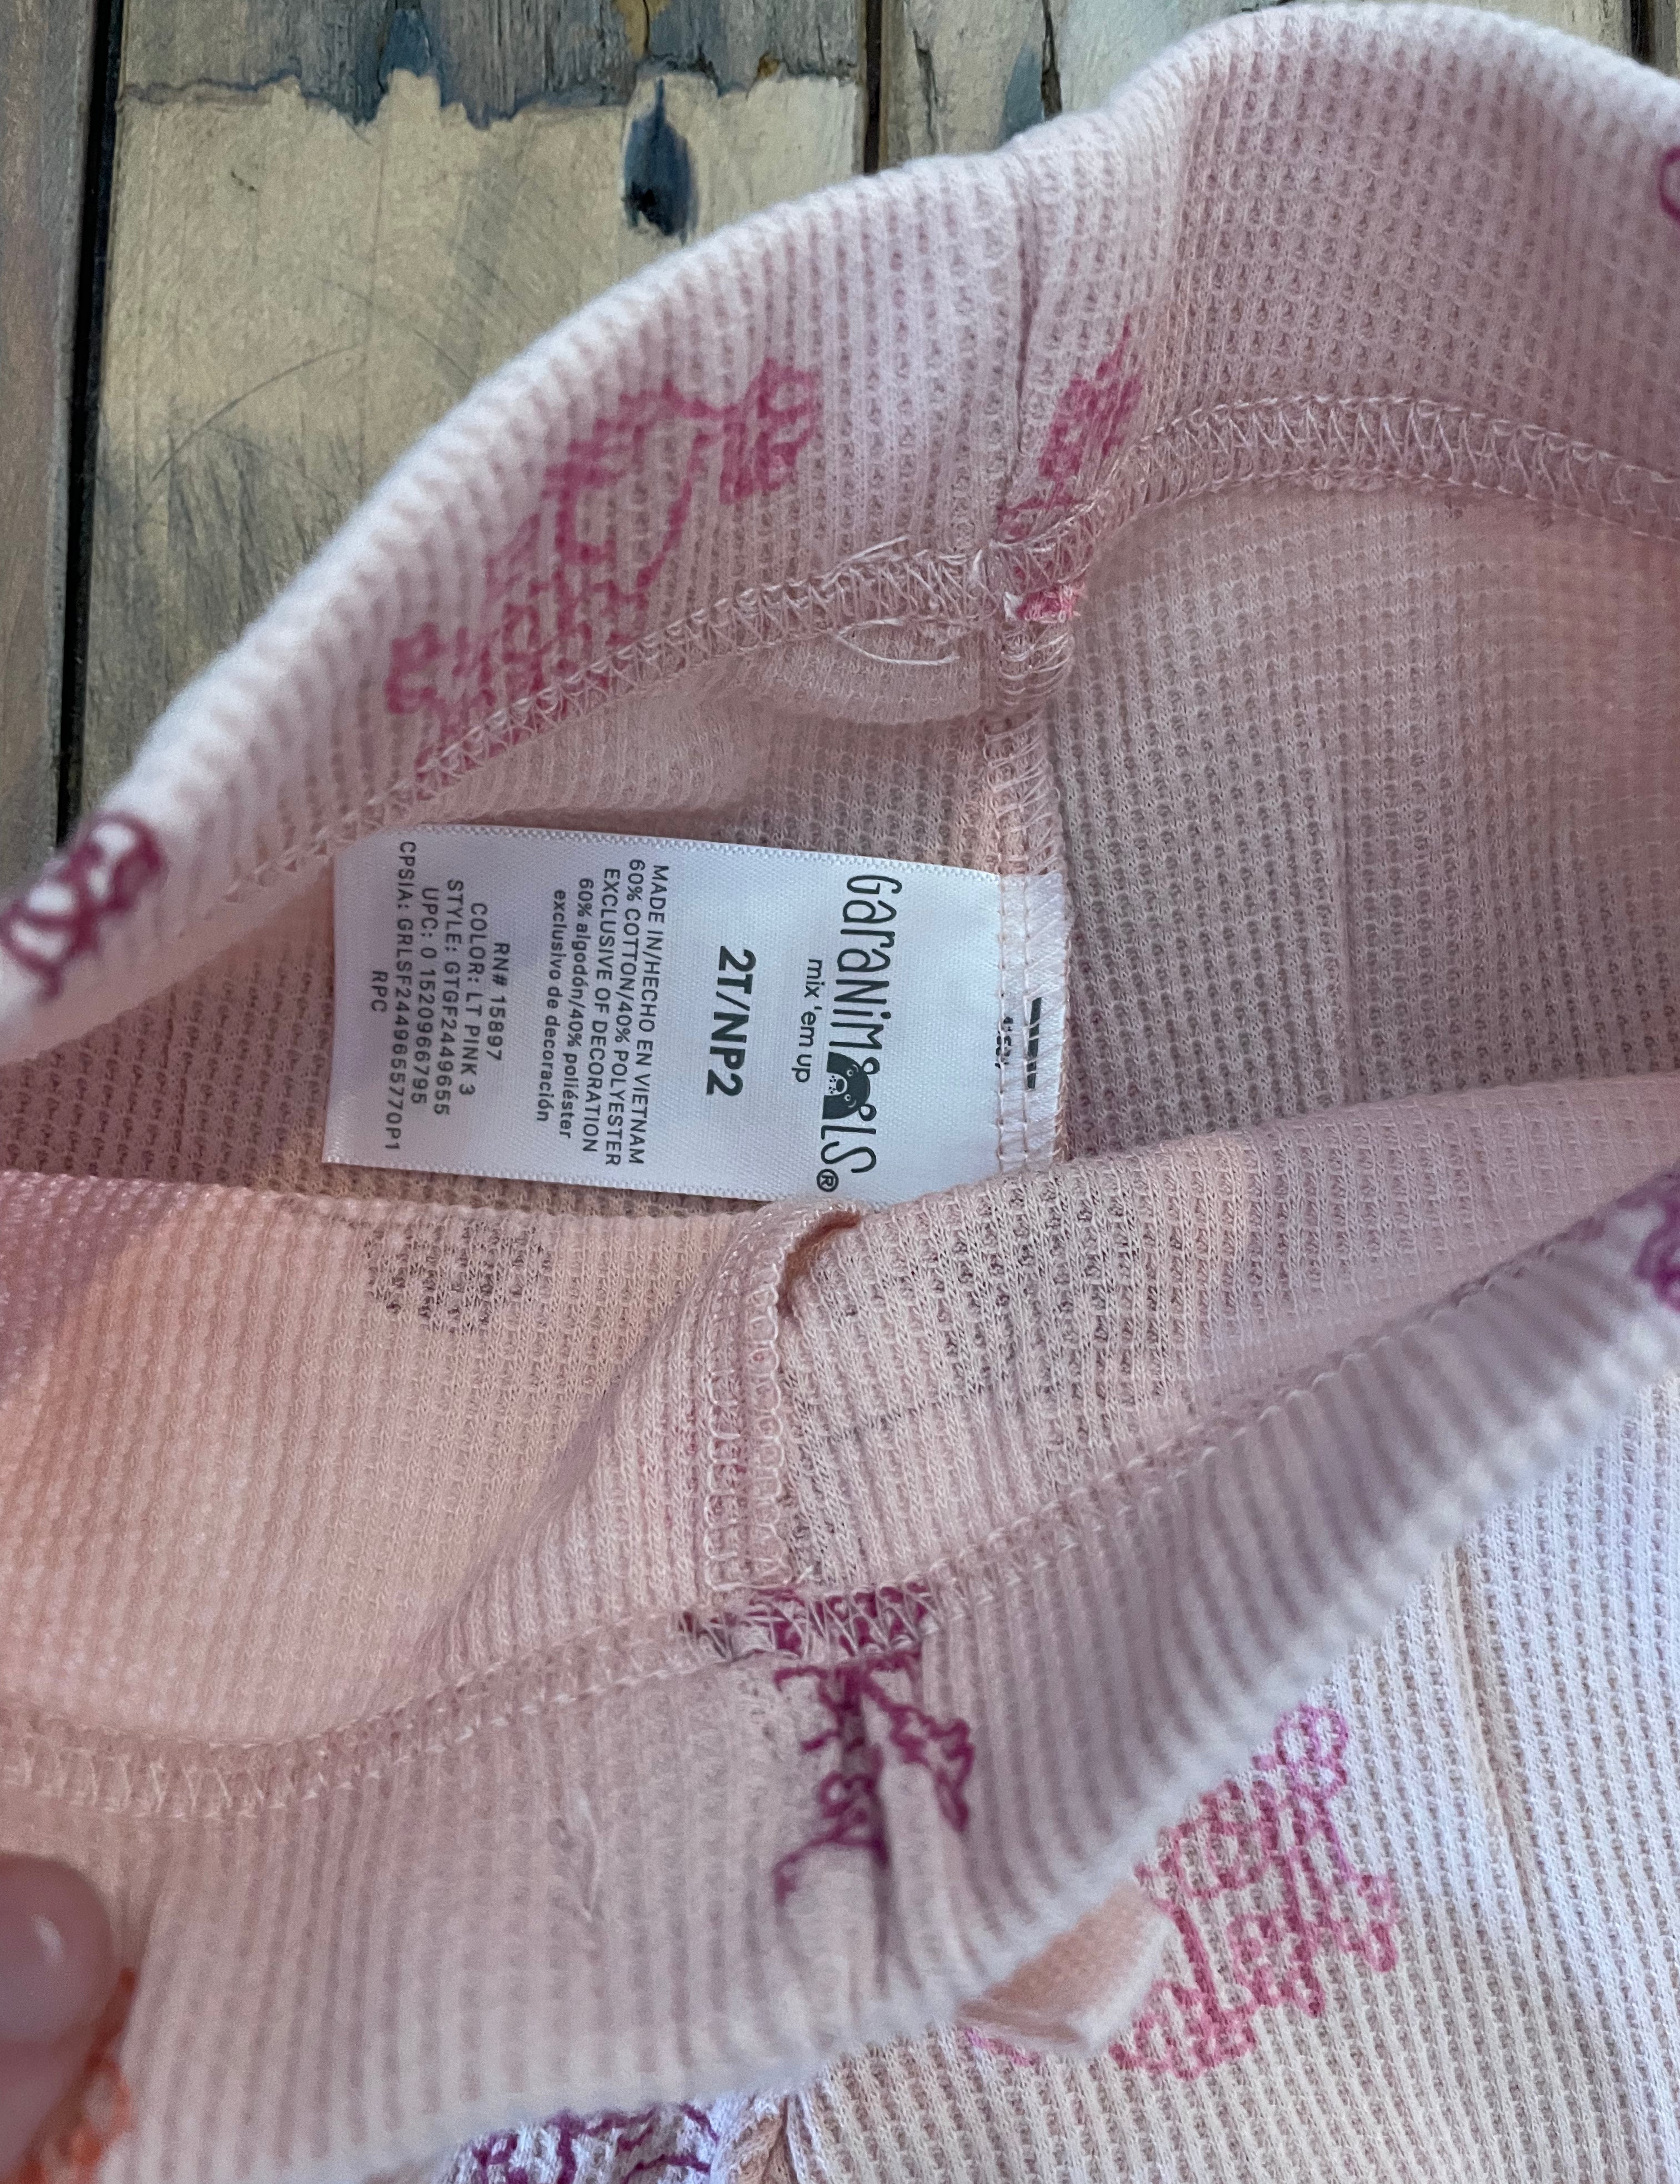 GaraNiMaLS®
mix 'em up
2T/NP2
MADE IN/HECHO EN VIETNAM
60% COTTON/40% POLYESTER
EXCLUSIVE OF DECORATION
60% algodón/40% poliéster
exclusivo de decoración
RN# 15897
COLOR: LT PINK 3
STYLE: GTGF2449655
UPC: 0 1520966795
CPSIA: GRLSF2449655770P1
RPC